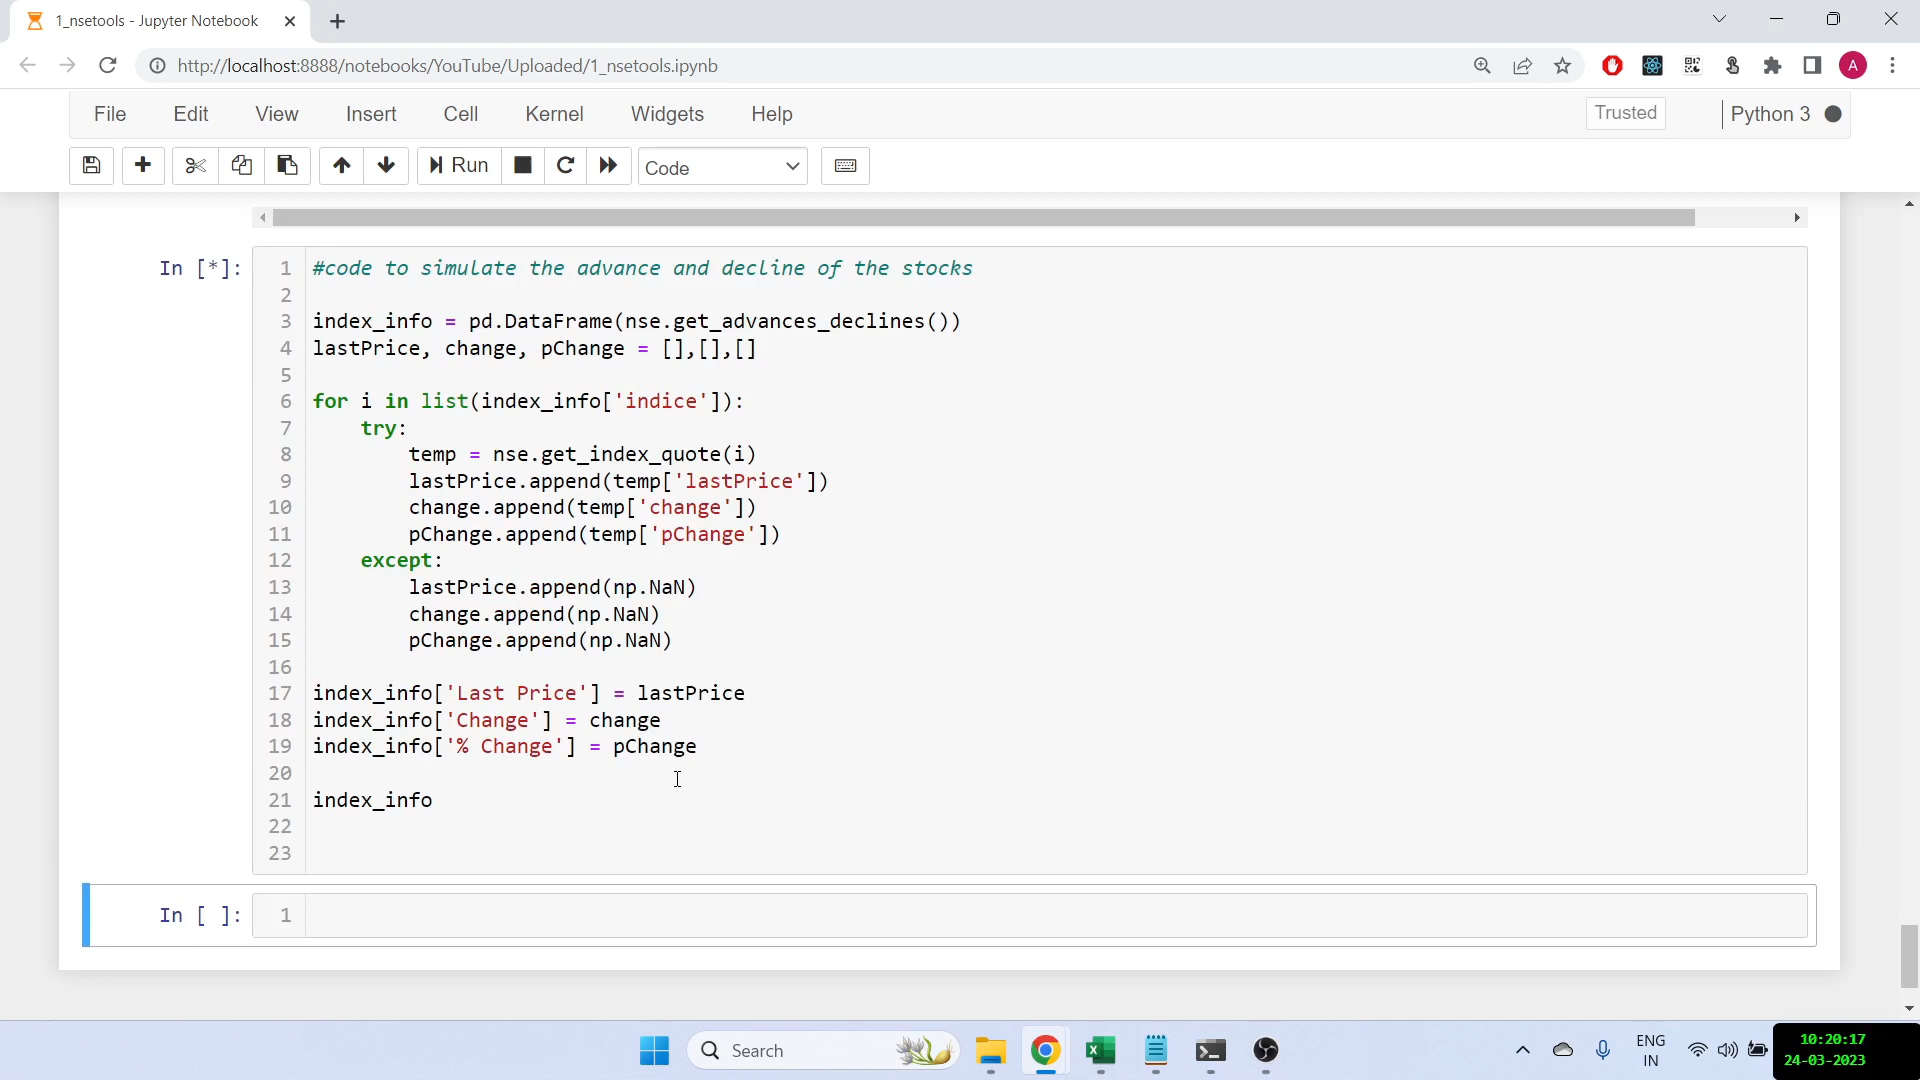 1_nsetools - Jupyter Notebook
http://localhost:8888/notebooks/YouTube/Uploaded/1_nsetools.ipynb
A
File Edit View Insert Cell Kernel Widgets Help Trusted Python 3
Run Code
In [*]:
1 #code to simulate the advance and decline of the stocks
2
3 index_info = pd.DataFrame(nse.get_advances_declines())
4 lastPrice, change, pChange = [],[],[]
5
6 for i in list(index_info['indice']):
7 try:
8 temp = nse.get_index_quote(i)
9 lastPrice.append(temp['lastPrice'])
10 change.append(temp['change'])
11 pChange.append(temp['pChange'])
12 except:
13 lastPrice.append(np.NaN)
14 change.append(np.NaN)
15 pChange.append(np.NaN)
16
17 index_info['Last Price'] = lastPrice
18 index_info['Change'] = change
19 index_info['% Change'] = pChange
20
21 index_info
22
23
In [ ]: 1
Search
ENG
IN
10:20:17
24-03-2023